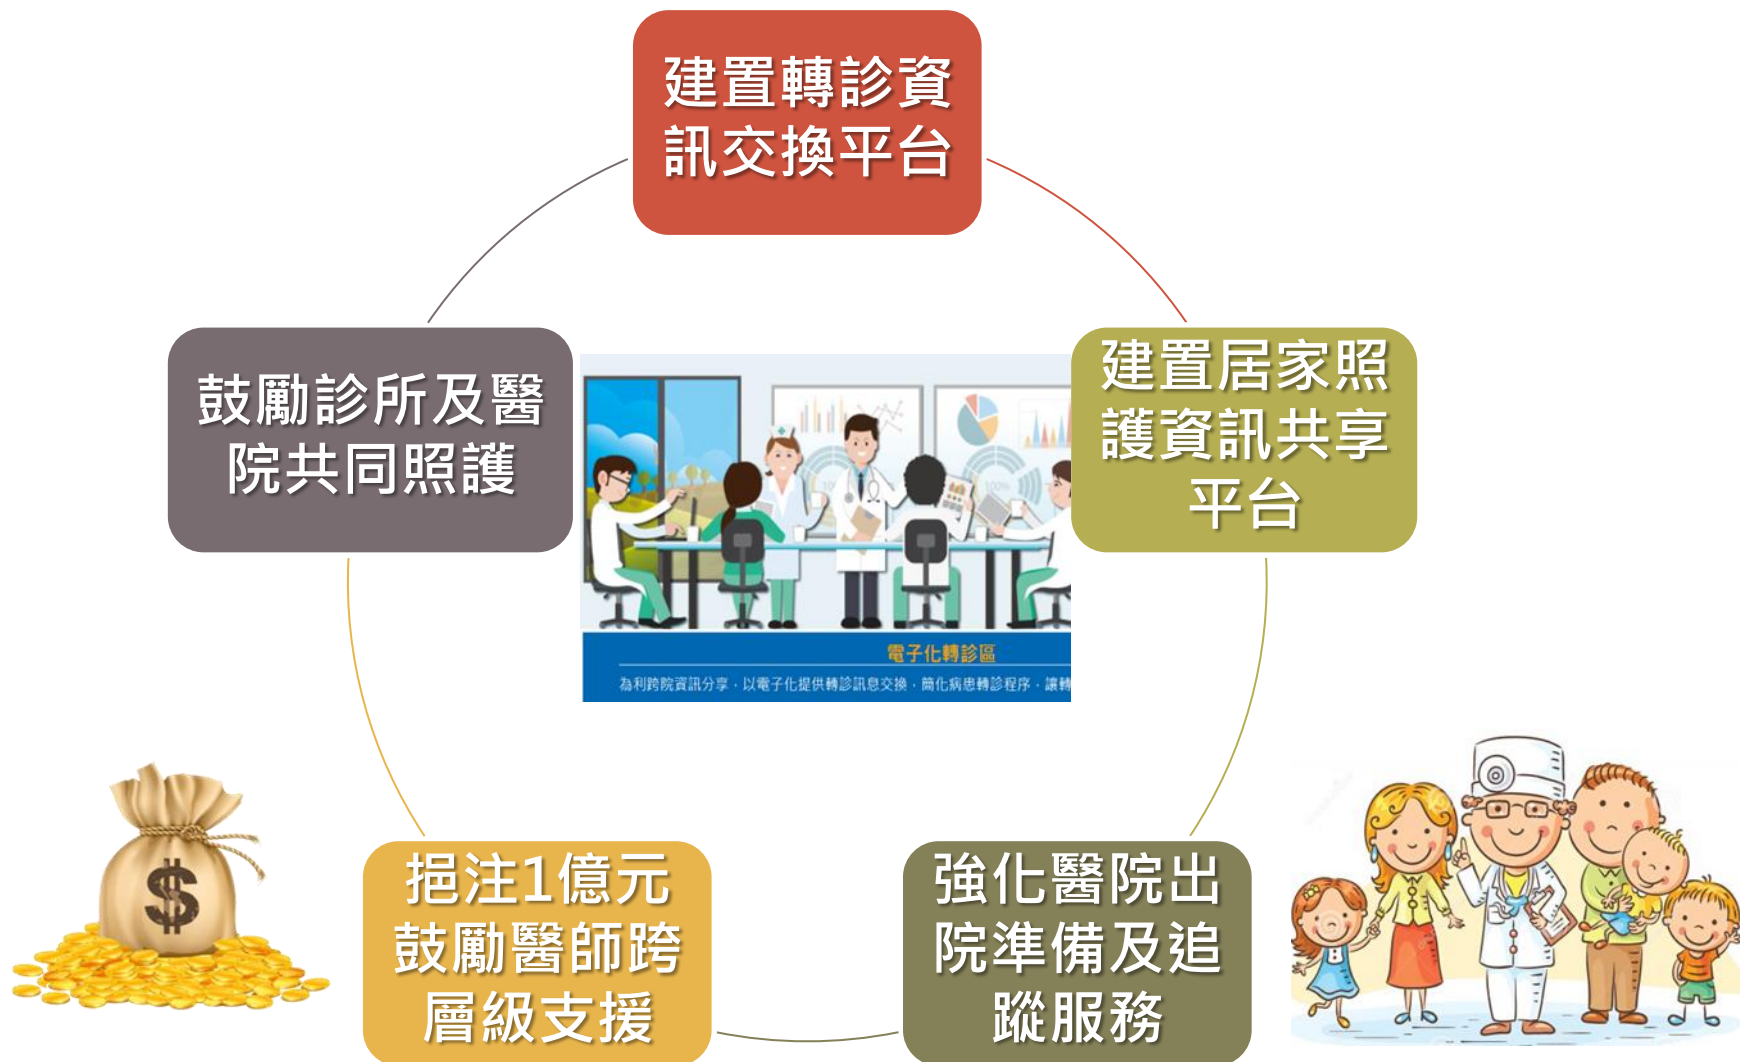 建置轉診資
訊交換平台
鼓勵診所及醫
院共同照護
建置居家照
護資訊共享
平台
電子化轉診區
為利跨院資訊分享，以電子化提供轉診訊息交換，簡化病患轉診程序，讓轉
挹注1億元
鼓勵醫師跨
層級支援
強化醫院出
院準備及追
蹤服務
$
100%